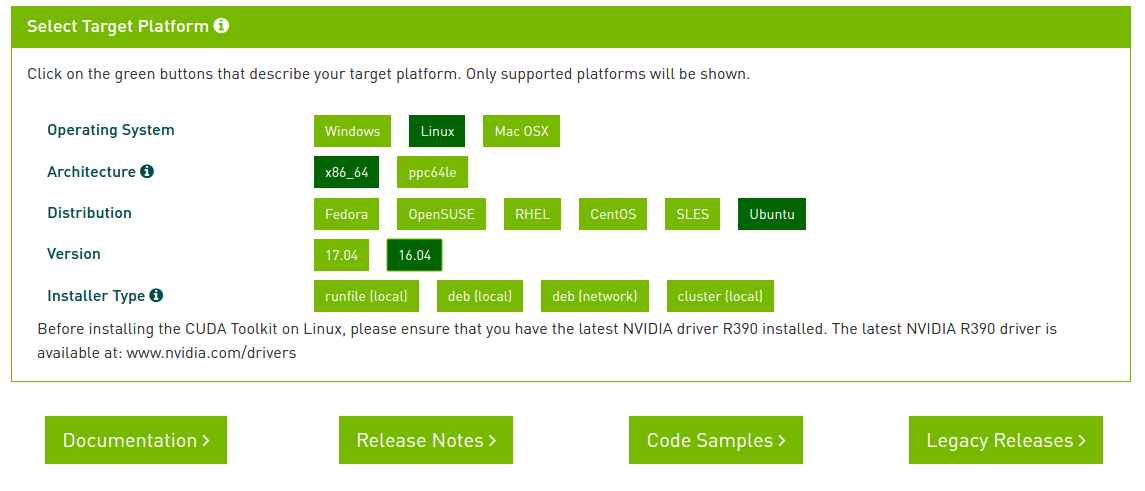 Select Target Platform
Click on the green buttons that describe your target platform. Only supported platforms will be shown.
Operating System Windows Linux Mac OSX
Architecture x86_64 ppc64le
Distribution Fedora OpenSUSE RHEL CentOS SLES Ubuntu
Version 17.04 16.04
Installer Type runfile (local) deb (local) deb (network) cluster (local)
Before installing the CUDA Toolkit on Linux, please ensure that you have the latest NVIDIA driver R390 installed. The latest NVIDIA R390 driver is
available at: www.nvidia.com/drivers
Documentation > Release Notes > Code Samples > Legacy Releases >